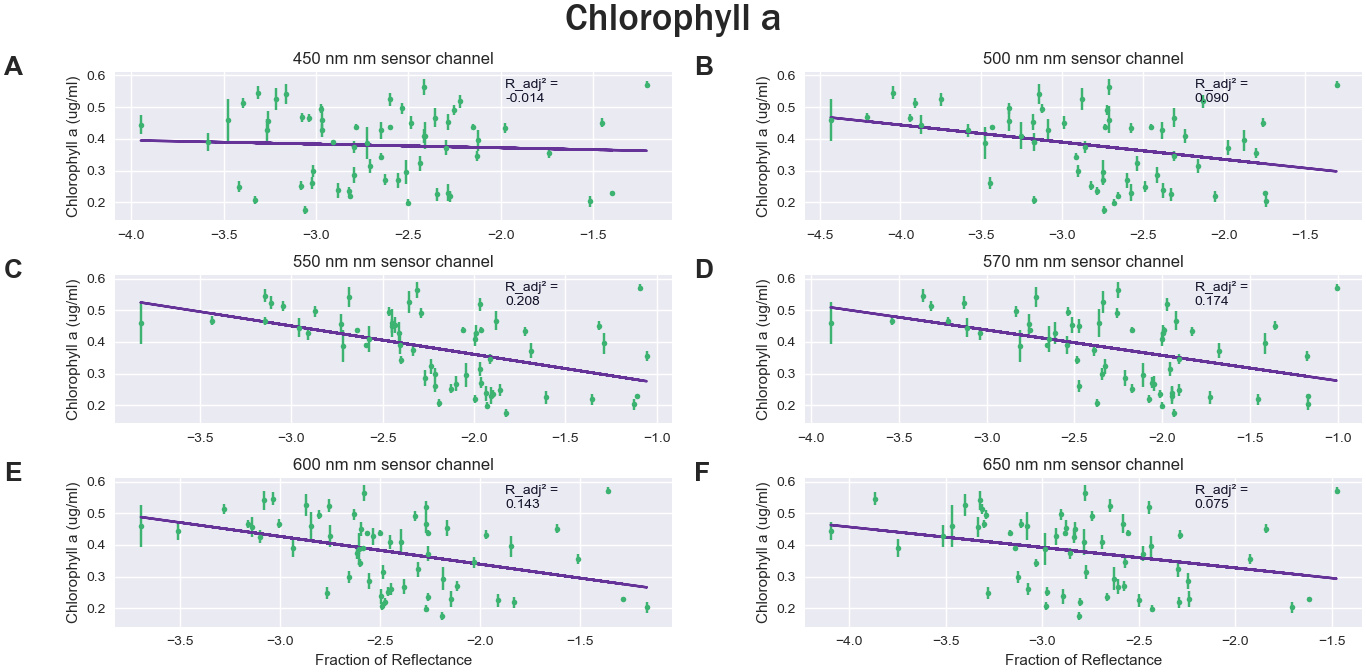 Chlorophyll a
A
450 nm nm sensor channel
Chlorophyll a (ug/ml)
0.6
0.5
0.4
0.3
0.2
R_adj² =
-0.014
−4.0 −3.5 −3.0 −2.5 −2.0 −1.5
B
500 nm nm sensor channel
Chlorophyll a (ug/ml)
0.6
0.5
0.4
0.3
0.2
R_adj² =
0.090
−4.5 −4.0 −3.5 −3.0 −2.5 −2.0 −1.5
C
550 nm nm sensor channel
Chlorophyll a (ug/ml)
0.6
0.5
0.4
0.3
0.2
R_adj² =
0.208
−3.5 −3.0 −2.5 −2.0 −1.5 −1.0
D
570 nm nm sensor channel
Chlorophyll a (ug/ml)
0.6
0.5
0.4
0.3
0.2
R_adj² =
0.174
−4.0 −3.5 −3.0 −2.5 −2.0 −1.5 −1.0
E
600 nm nm sensor channel
Chlorophyll a (ug/ml)
0.6
0.5
0.4
0.3
0.2
R_adj² =
0.143
−3.5 −3.0 −2.5 −2.0 −1.5
Fraction of Reflectance
F
650 nm nm sensor channel
Chlorophyll a (ug/ml)
0.6
0.5
0.4
0.3
0.2
R_adj² =
0.075
−4.0 −3.5 −3.0 −2.5 −2.0 −1.5
Fraction of Reflectance